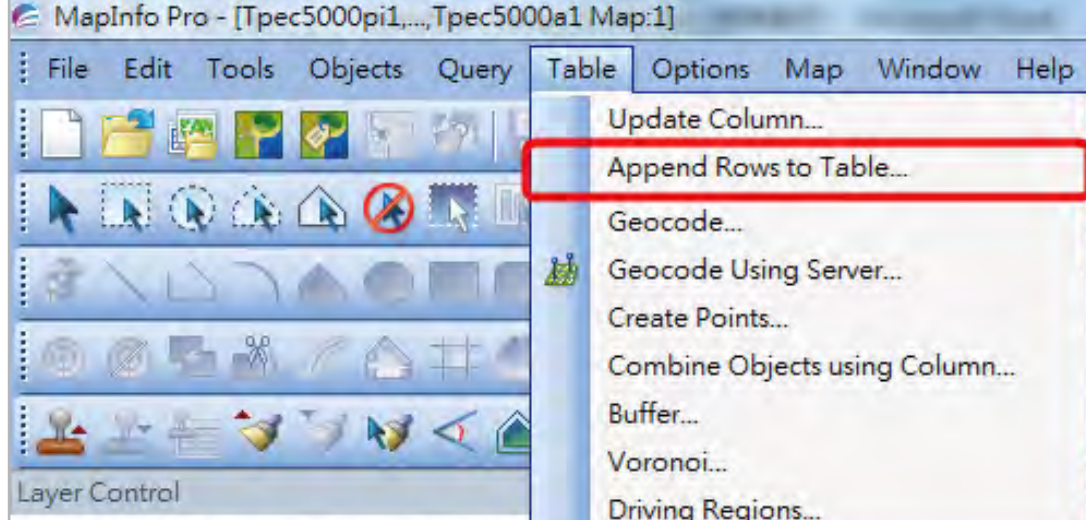 MapInfo Pro - [Tpec5000pi1,...,Tpec5000a1 Map:1]
File Edit Tools Objects Query Table Options Map Window Help
Update Column...
Append Rows to Table...
Geocode...
Geocode Using Server...
Create Points...
Combine Objects using Column...
Buffer...
Voronoi...
Driving Regions...
Layer Control